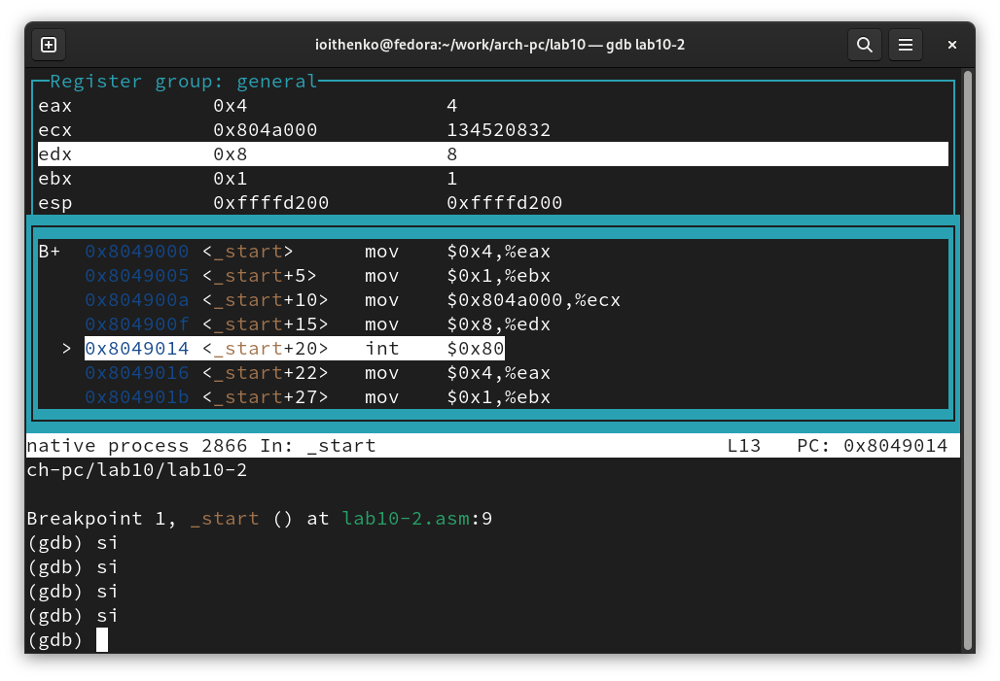 ioithenko@fedora:~/work/arch-pc/lab10 — gdb lab10-2
Register group: general
eax 0x4 4
ecx 0x804a000 134520832
edx 0x8 8
ebx 0x1 1
esp 0xffffd200 0xffffd200
B+ 0x8049000 <_start> mov $0x4,%eax
0x8049005 <_start+5> mov $0x1,%ebx
0x804900a <_start+10> mov $0x804a000,%ecx
0x804900f <_start+15> mov $0x8,%edx
> 0x8049014 <_start+20> int $0x80
0x8049016 <_start+22> mov $0x4,%eax
0x804901b <_start+27> mov $0x1,%ebx
native process 2866 In: _start L13 PC: 0x8049014
ch-pc/lab10/lab10-2
Breakpoint 1, _start () at lab10-2.asm:9
(gdb) si
(gdb) si
(gdb) si
(gdb) si
(gdb)